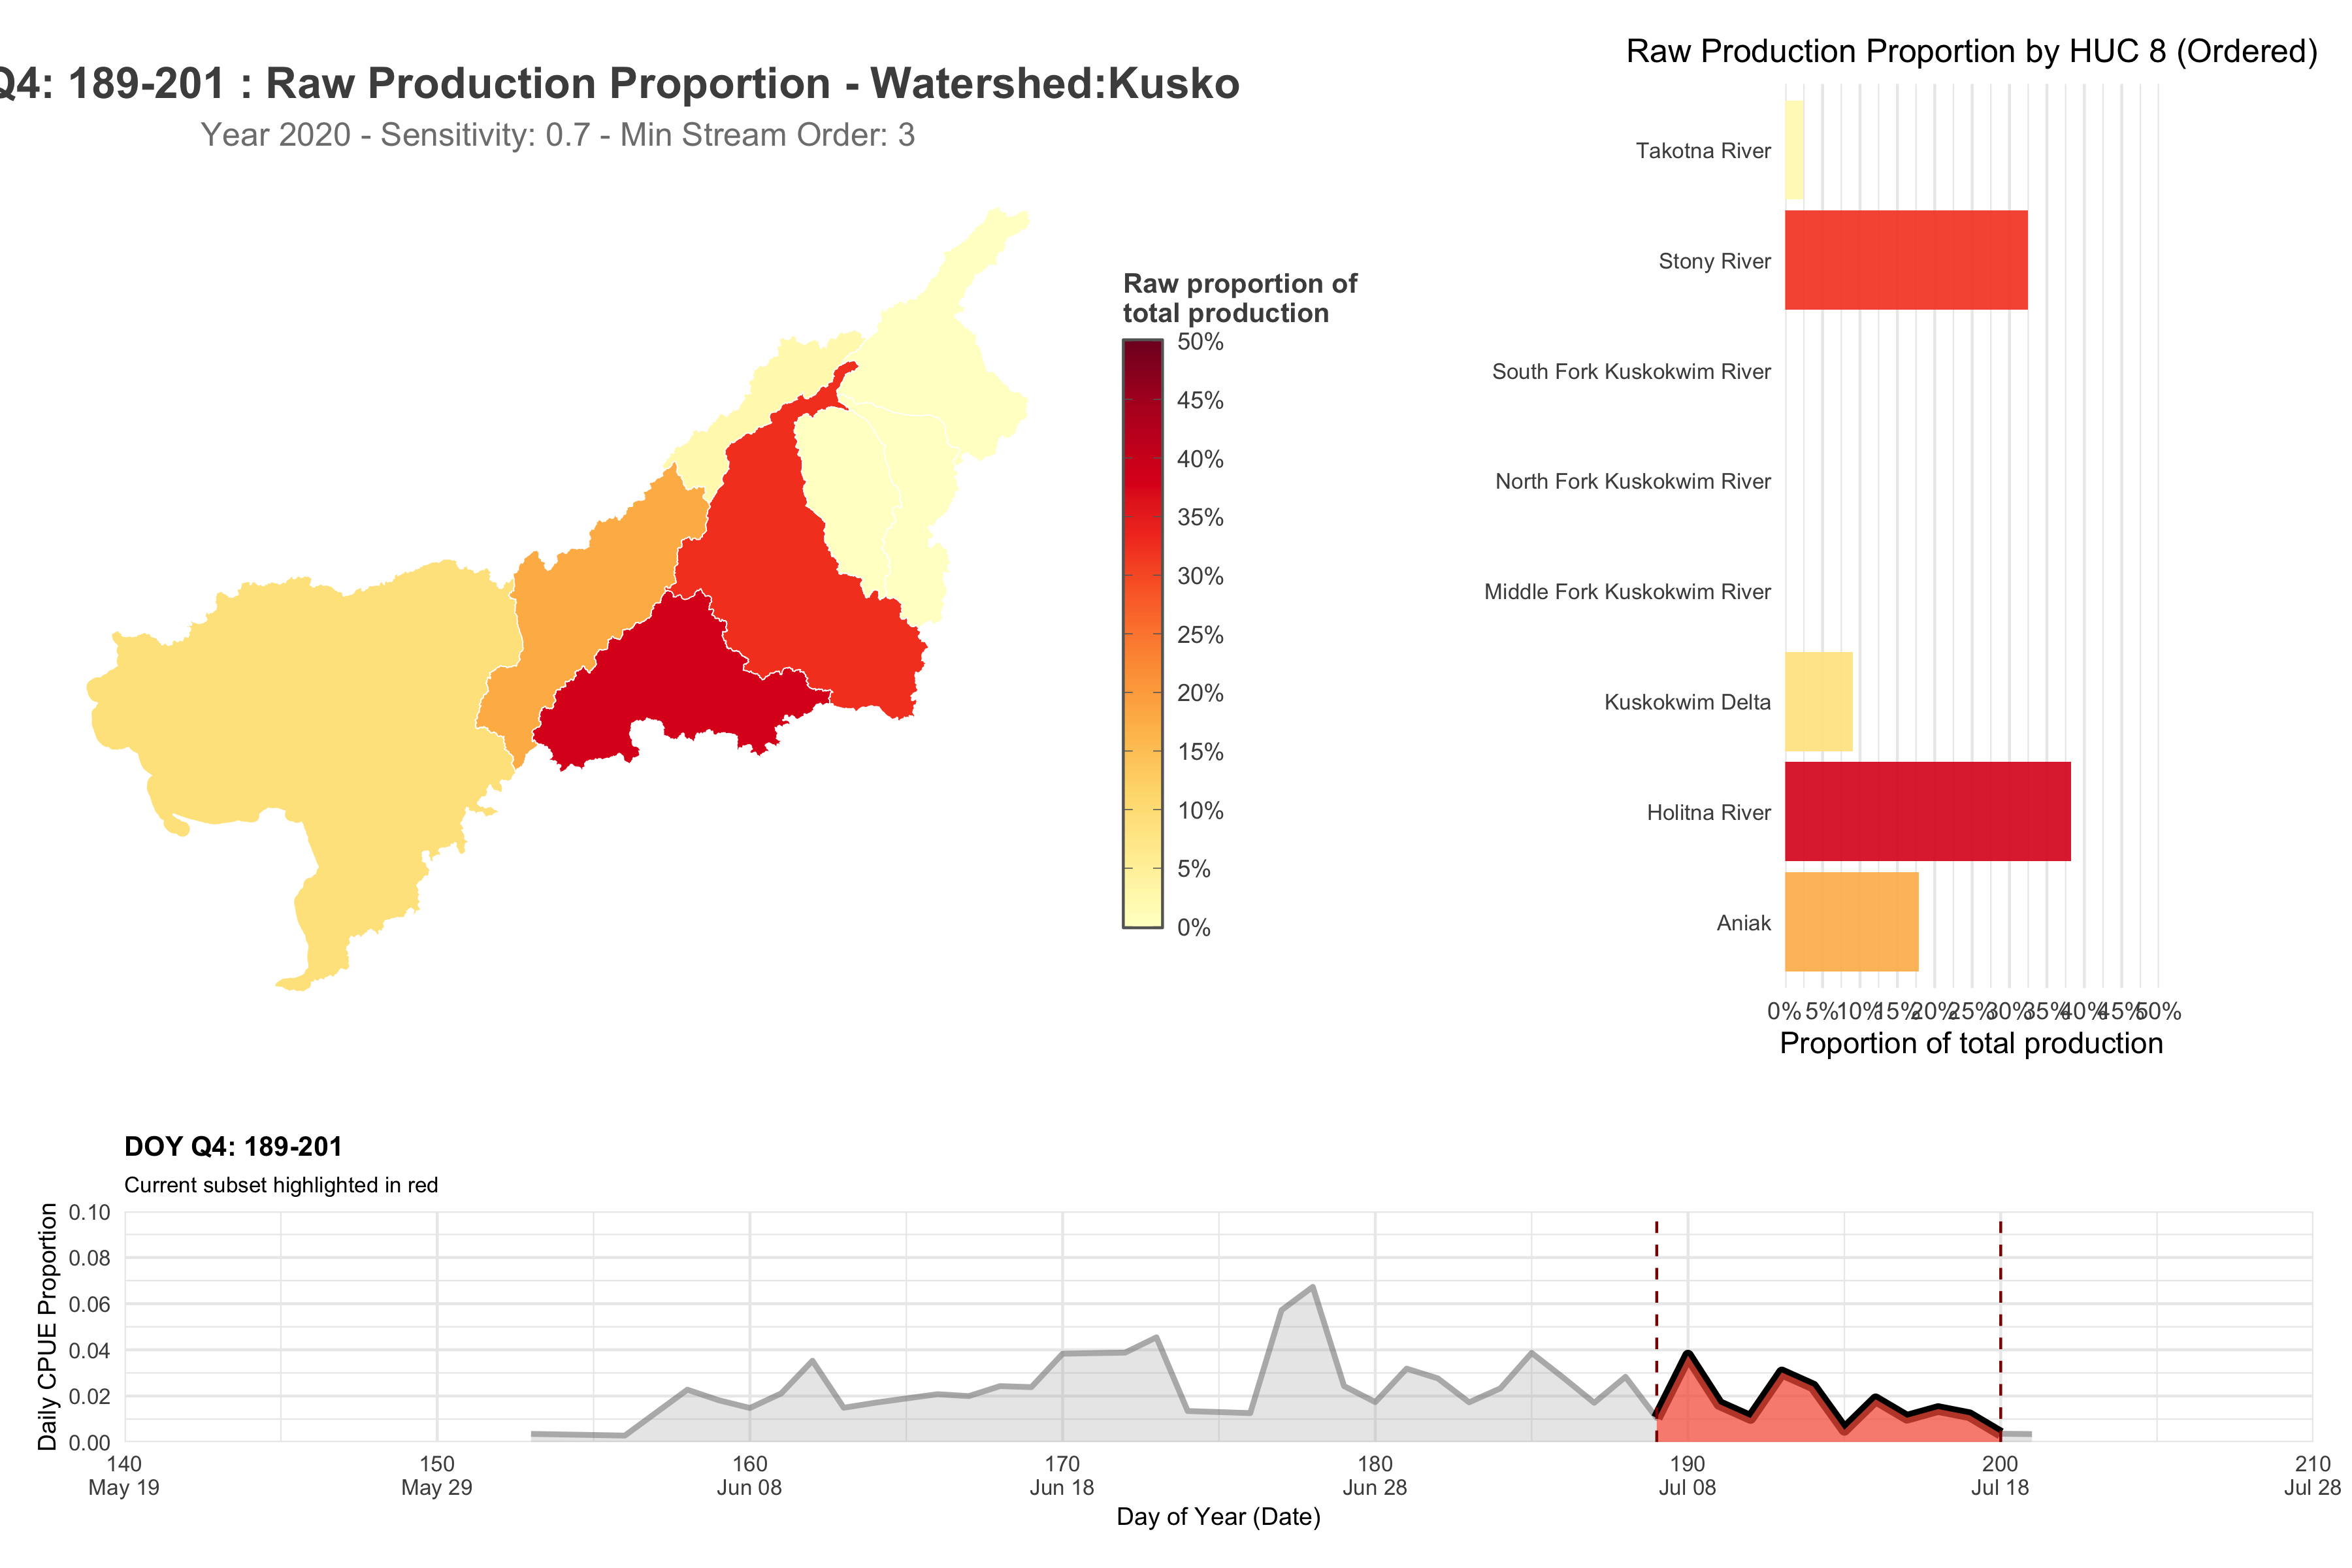 Q4: 189-201 : Raw Production Proportion - Watershed:Kusko
Year 2020 - Sensitivity: 0.7 - Min Stream Order: 3
Raw proportion of
total production
50%
45%
40%
35%
30%
25%
20%
15%
10%
5%
0%
Raw Production Proportion by HUC 8 (Ordered)
Takotna River
Stony River
South Fork Kuskokwim River
North Fork Kuskokwim River
Middle Fork Kuskokwim River
Kuskokwim Delta
Holitna River
Aniak
0% 5% 10% 15% 20% 25% 30% 35% 40% 45% 50%
Proportion of total production
DOY Q4: 189-201
Current subset highlighted in red
Daily CPUE Proportion
0.10
0.08
0.06
0.04
0.02
0.00
140 150 160 170 180 190 200 210
May 19 May 29 Jun 08 Jun 18 Jun 28 Jul 08 Jul 18 Jul 28
Day of Year (Date)